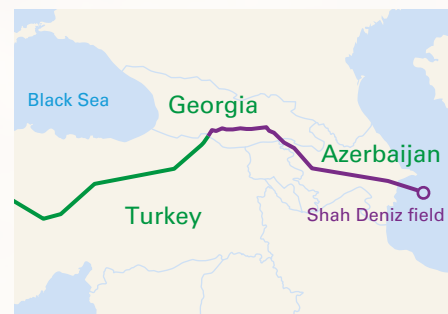 Black Sea
Georgia
Azerbaijan
Turkey
Shah Deniz field